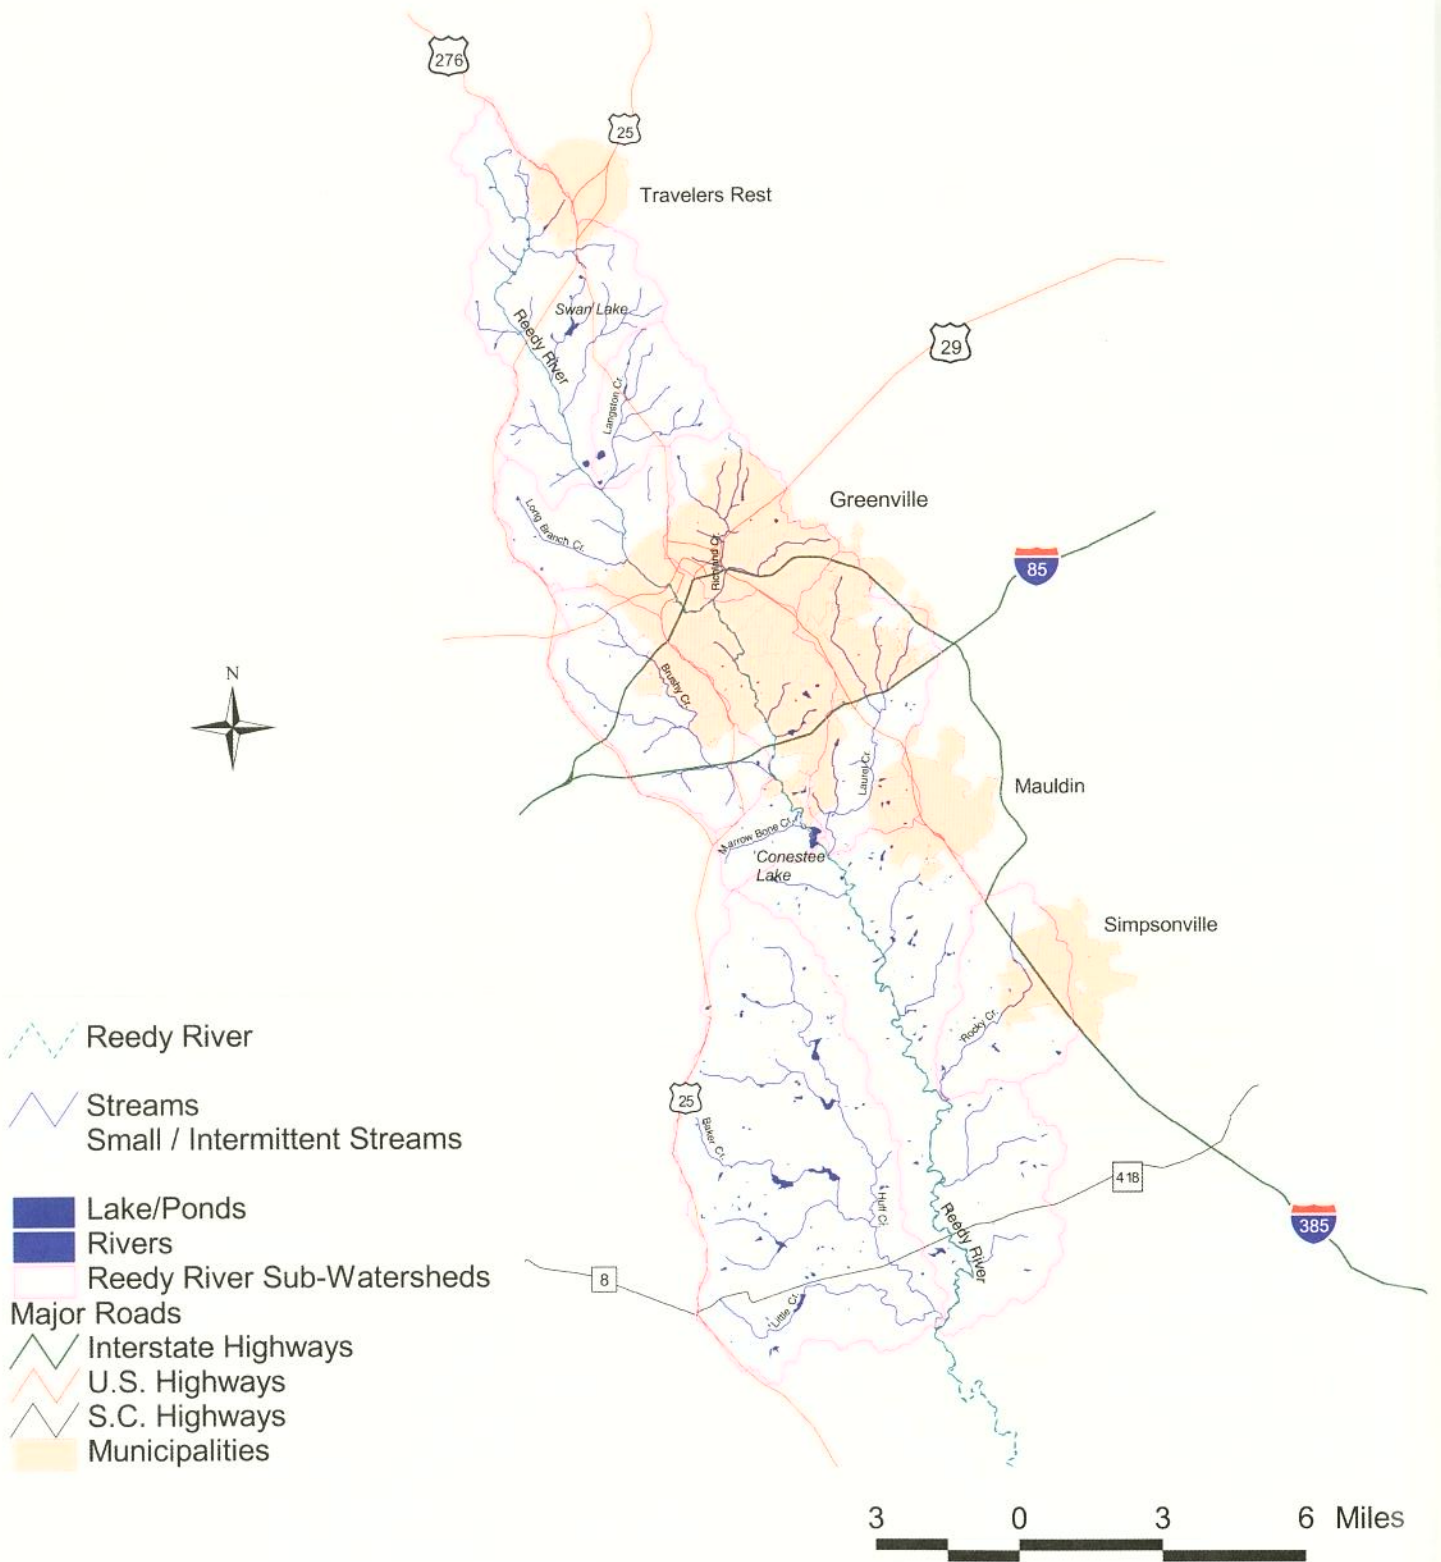 276
25
Travelers Rest
Swan Lake
Reedy River
29
Langston Cr.
Greenville
Long Branch Cr.
Richland Cr.
85
N
Brushy Cr.
Laurel Cr.
Mauldin
Marrow Bone Cr.
Conestee
Lake
Simpsonville
Rocky Cr.
Reedy River
25
Streams
Small / Intermittent Streams
Baker Cr.
418
Huff Cr.
Reedy River
385
Lake/Ponds
Rivers
Reedy River Sub-Watersheds
8
Little Cr.
Major Roads
Interstate Highways
U.S. Highways
S.C. Highways
Municipalities
3 0 3 6 Miles